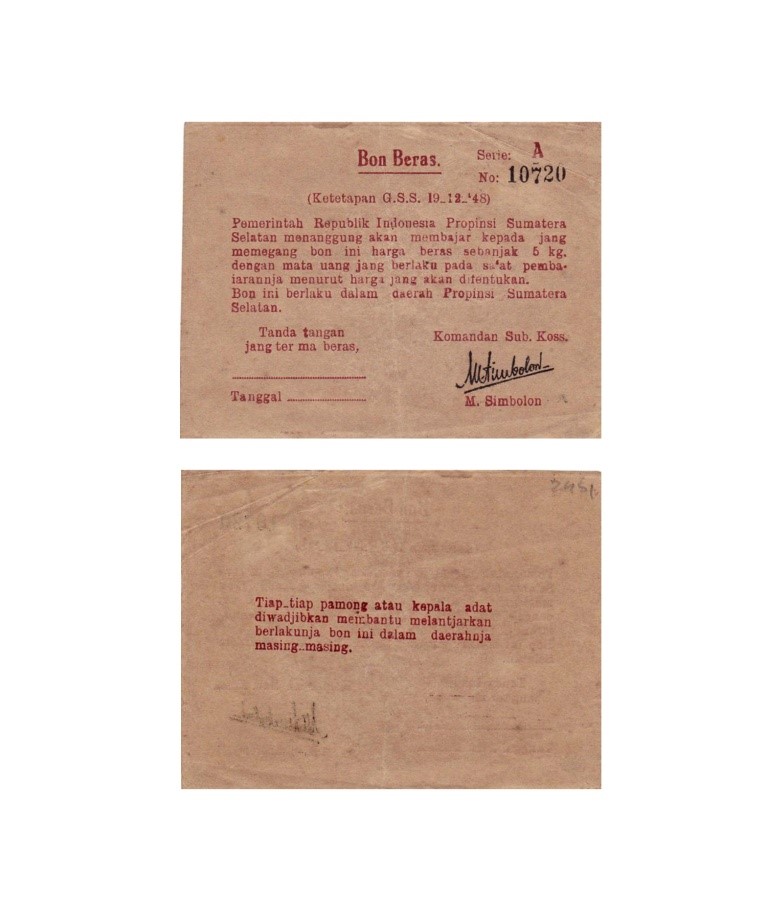 Bon Beras.
Serie: A
No: 10720
(Ketetapan G.S.S. 19-12-'48)
Pemerintah Republik Indonesia Propinsi Sumatera
Selatan menanggung akan membajar kepada jang
memegang bon ini harga beras sebanjak 5 kg.
dengan mata uang jang berlaku pada sa'at pemba-
iarannja menurut harga jang akan ditentukan.
Bon ini berlaku dalam daerah Propinsi Sumatera
Selatan.
Tanda tangan
jang ter ma beras,
Komandan Sub. Koss.
Tanggal
M. Simbolon
Tiap-tiap pamong atau kepala adat
diwadjibkan membantu melantjarkan
berlakunja bon ini dalam daerahnja
masing-masing.